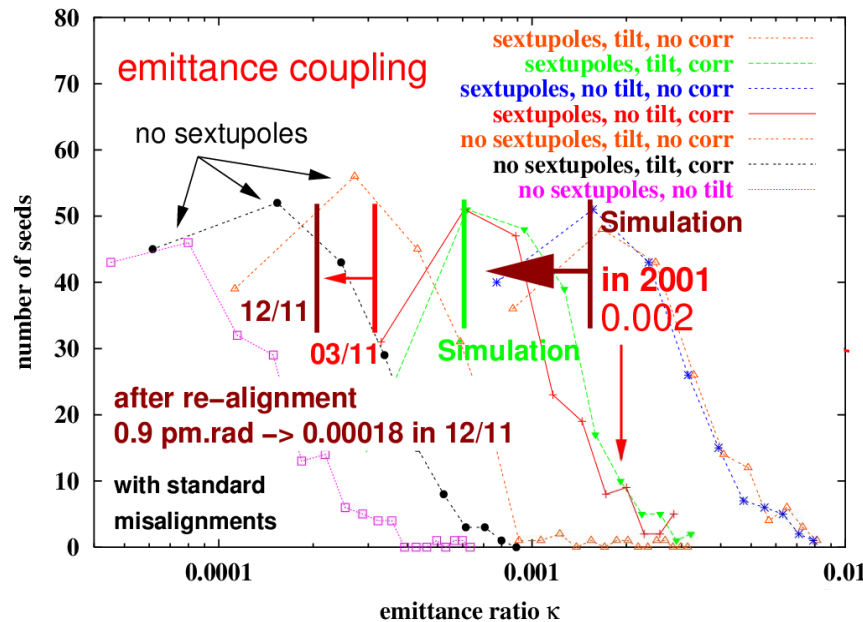 80
70
60
50
40
30
20
10
0
number of seeds
emittance coupling
no sextupoles
sextupoles, tilt, no corr
sextupoles, tilt, corr
sextupoles, no tilt, no corr
sextupoles, no tilt, corr
no sextupoles, tilt, no corr
no sextupoles, tilt, corr
no sextupoles, no tilt
Simulation
in 2001
0.002
12/11
03/11
Simulation
after re-alignment
0.9 pm.rad -> 0.00018 in 12/11
with standard
misalignments
0.0001
0.001
0.01
emittance ratio κ